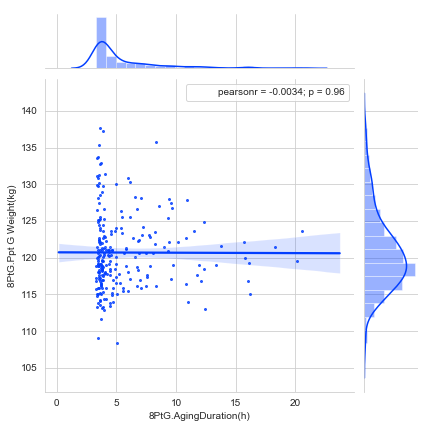 pearsonr = -0.0034; p = 0.96
140
135
130
125
120
115
110
105
8PtG.Ppt G Weight(kg)
0 5 10 15 20
8PtG.AgingDuration(h)